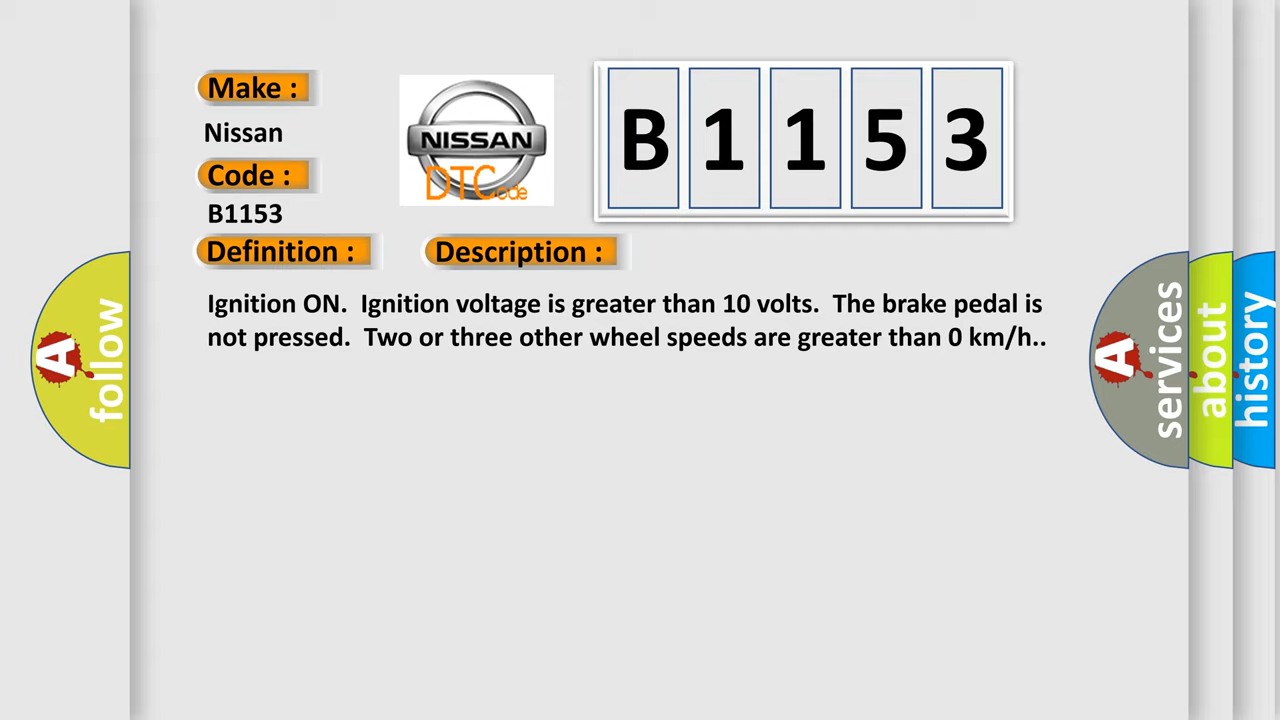 Make :
Nissan
Code :
B1153
NISSAN
DTCode
B 1 1 5 3
Definition :
Description :
Ignition ON. Ignition voltage is greater than 10 volts. The brake pedal is
not pressed. Two or three other wheel speeds are greater than 0 km/h..
A
follow
A
services
about
history